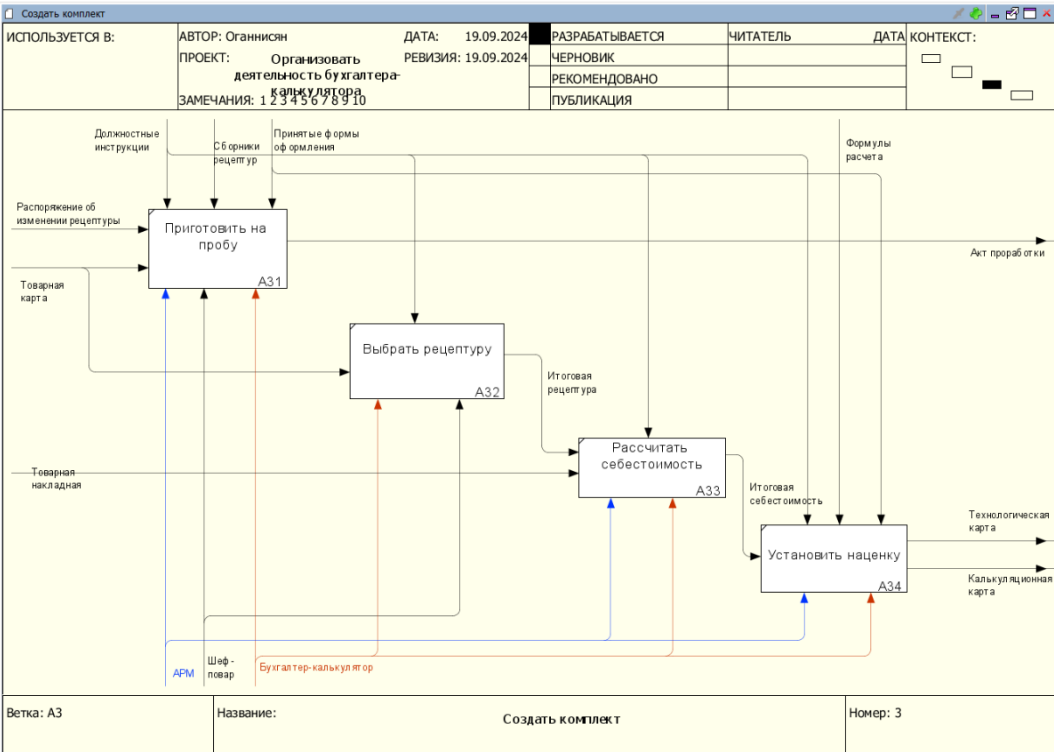 Создать комплект
ИСПОЛЬЗУЕТСЯ В:
АВТОР: Оганнисян
ДАТА: 19.09.2024
ПРОЕКТ: Организовать
деятельность бухгалтера-
калькулятора
РЕВИЗИЯ: 19.09.2024
ЗАМЕЧАНИЯ: 1 2 3 4 5 6 7 8 9 10
РАЗРАБАТЫВАЕТСЯ
ЧЕРНОВИК
РЕКОМЕНДОВАНО
ПУБЛИКАЦИЯ
ЧИТАТЕЛЬ
ДАТА
КОНТЕКСТ:
Должностные
инструкции
Сборники
рецептур
Принятые формы
оформления
Формулы
расчета
Распоряжение об
изменении рецептуры
Приготовить на
пробу
A31
Акт проработки
Товарная
карта
Выбрать рецептуру
A32
Итоговая
рецептура
Товарная
накладная
Рассчитать
себестоимость
A33
Итоговая
себестоимость
Установить наценку
A34
Технологическая
карта
Калькуляционная
карта
АРМ
Шеф-
повар
Бухгалтер-калькулятор
Ветка: A3
Название:
Создать комплект
Номер: 3